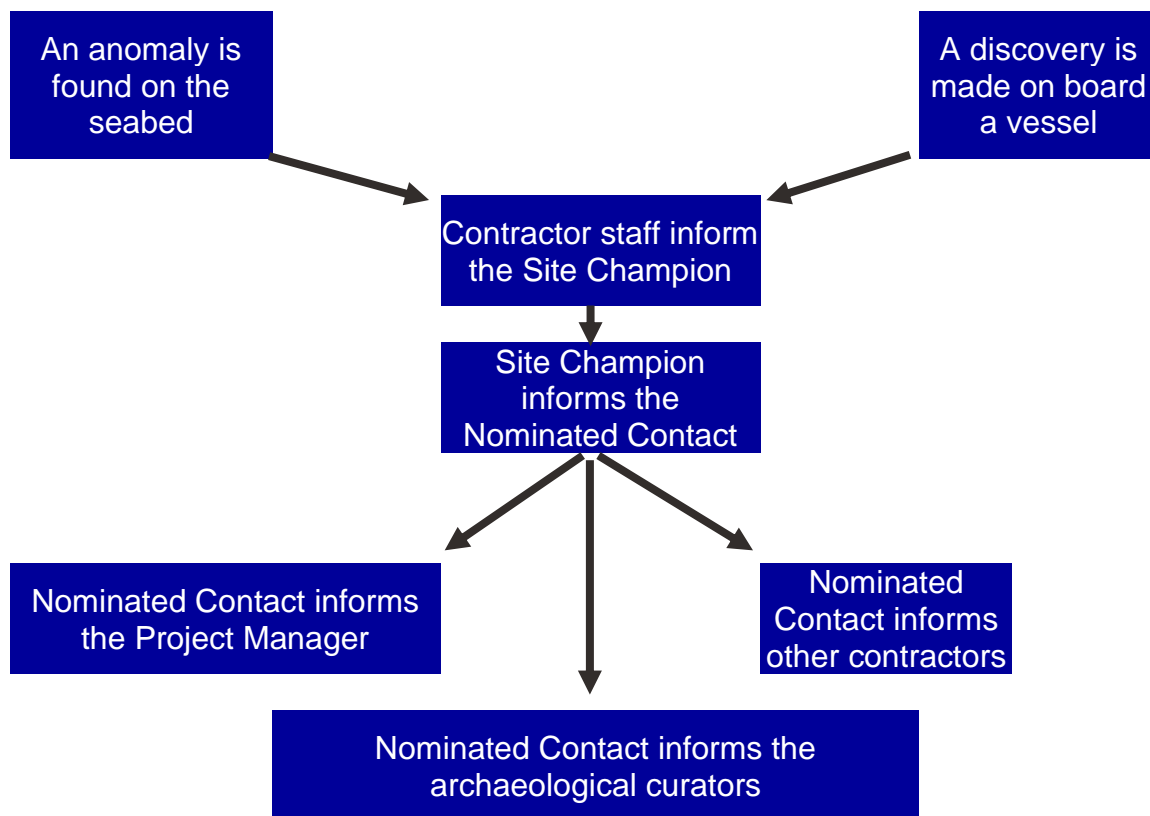 An anomaly is
found on the
seabed
A discovery is
made on board
a vessel
Contractor staff inform
the Site Champion
Site Champion
informs the
Nominated Contact
Nominated Contact informs
the Project Manager
Nominated
Contact informs
other contractors
Nominated Contact informs the
archaeological curators